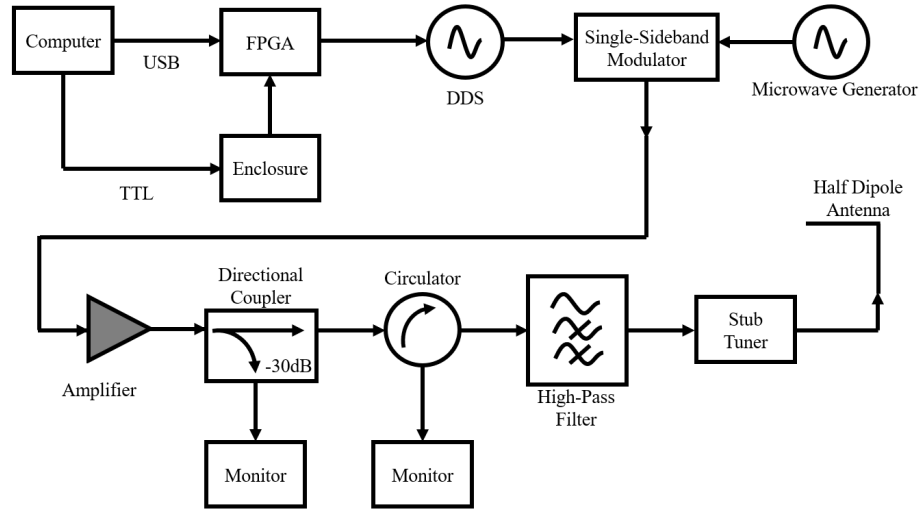 Computer
USB
FPGA
DDS
Single-Sideband
Modulator
Microwave Generator
TTL
Enclosure
Half Dipole
Antenna
Directional
Coupler
-30dB
Circulator
Amplifier
High-Pass
Filter
Stub
Tuner
Monitor
Monitor